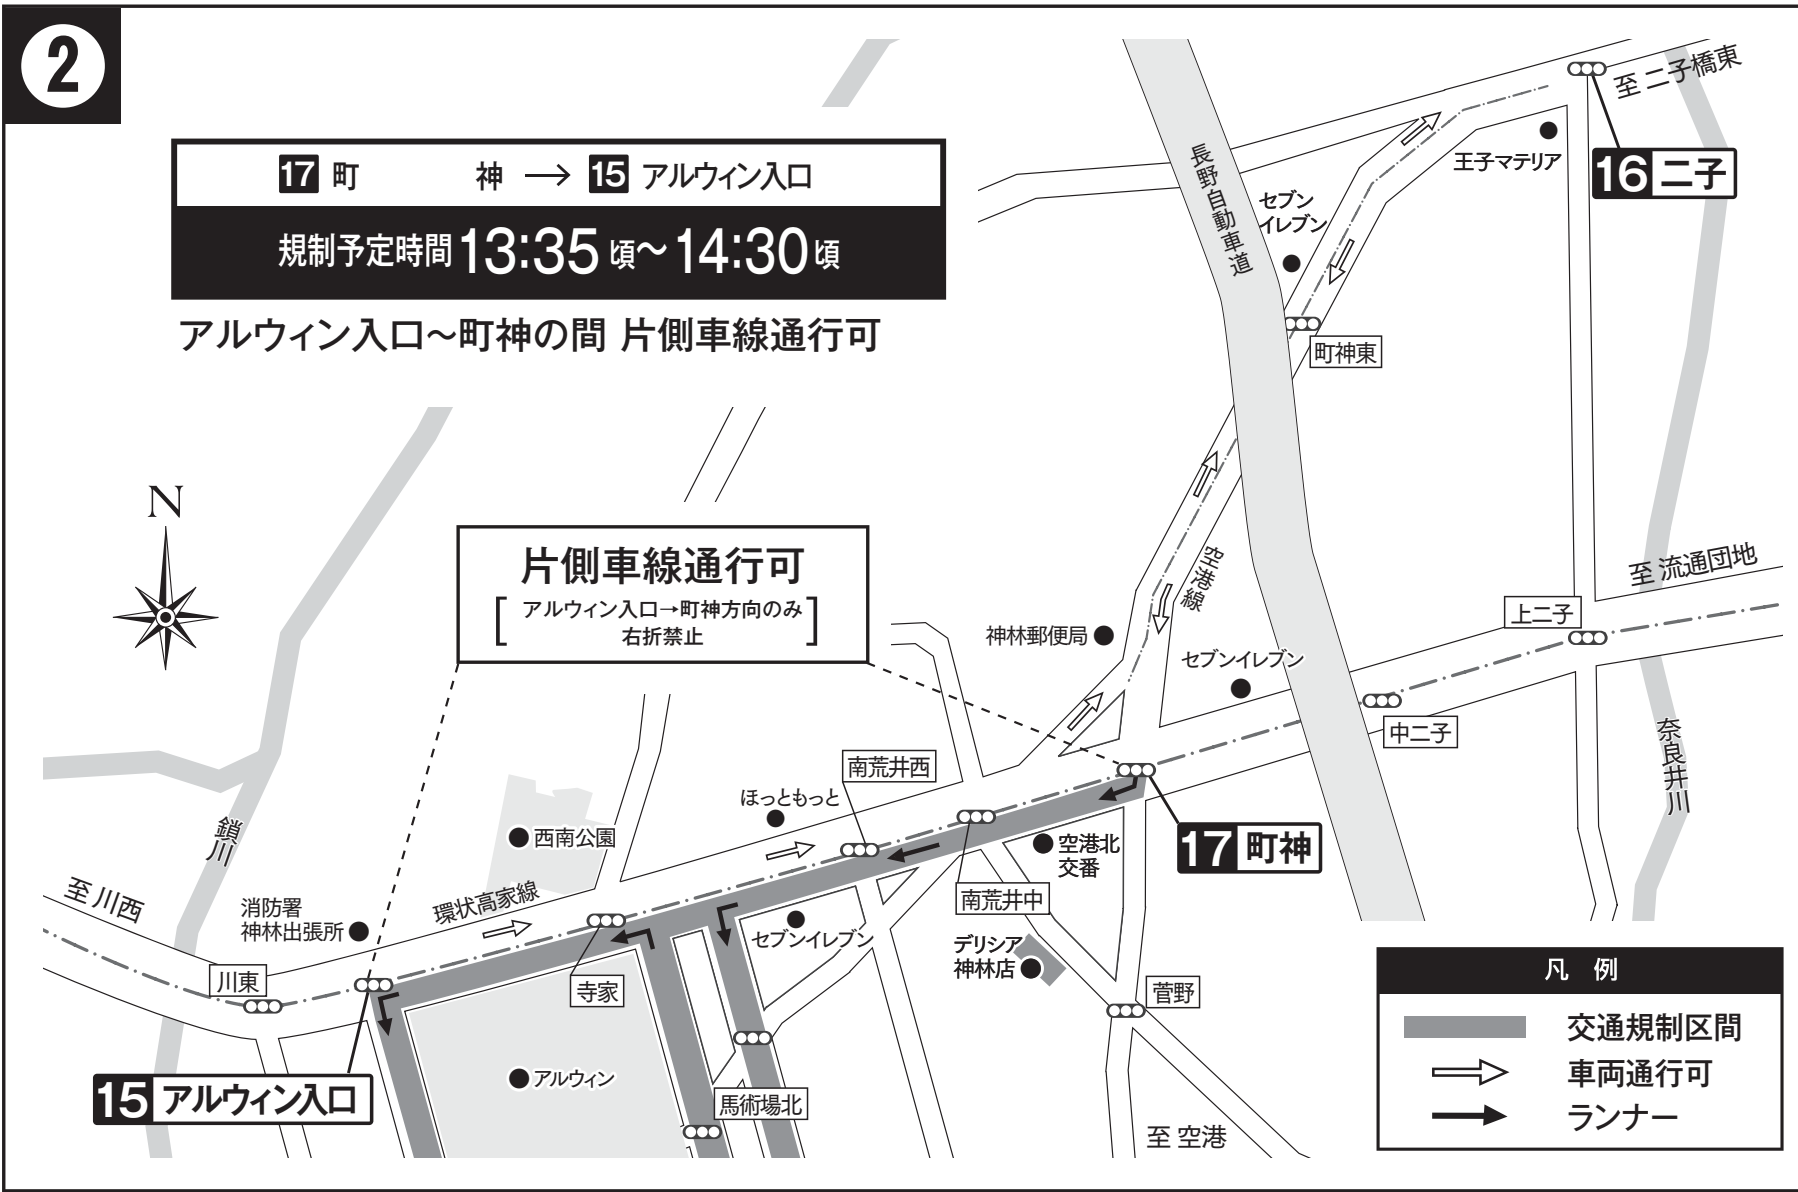 2
17 町 神 → 15 アルウィン入口
規制予定時間 13:35 頃～14:30 頃
アルウィン入口～町神の間 片側車線通行可
至 二子橋東
王子マテリア
16 二子
長野自動車道
セブン
イレブン
町神東
N
片側車線通行可
アルウィン入口→町神方向のみ
右折禁止
空港線
至 流通団地
上二子
神林郵便局
セブンイレブン
中二子
奈良井川
南荒井西
ほっともっと
鎖川
西南公園
空港北
交番
17 町神
至 川西
消防署
神林出張所
環状高家線
南荒井中
セブンイレブン
デリシア
神林店
川東
寺家
菅野
15 アルウィン入口
アルウィン
馬術場北
至 空港
凡 例
交通規制区間
車両通行可
ランナー